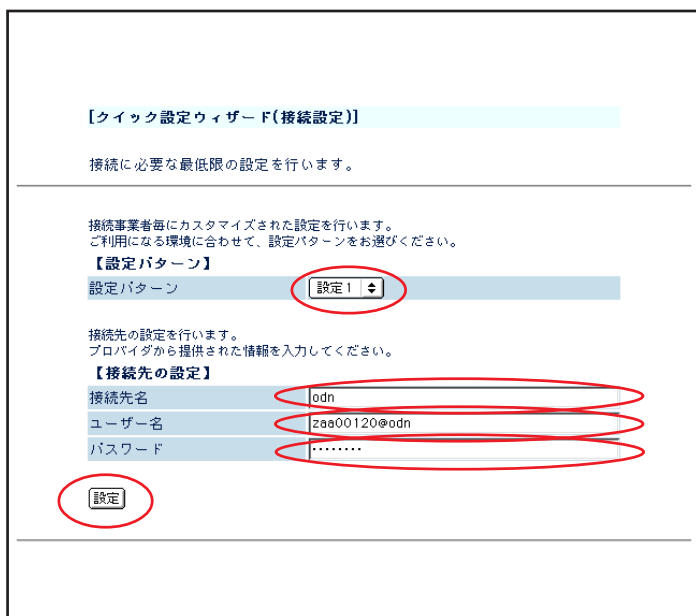 [クイック設定ウィザード(接続設定)]
接続に必要な最低限の設定を行います。
接続事業者毎にカスタマイズされた設定を行います。
ご利用になる環境に合わせて、設定パターンをお選びください。
【設定パターン】
設定パターン 設定1
接続先の設定を行います。
プロバイダから提供された情報を入力してください。
【接続先の設定】
接続先名 odn
ユーザー名 zaa00120@odn
パスワード ••••••••
設定